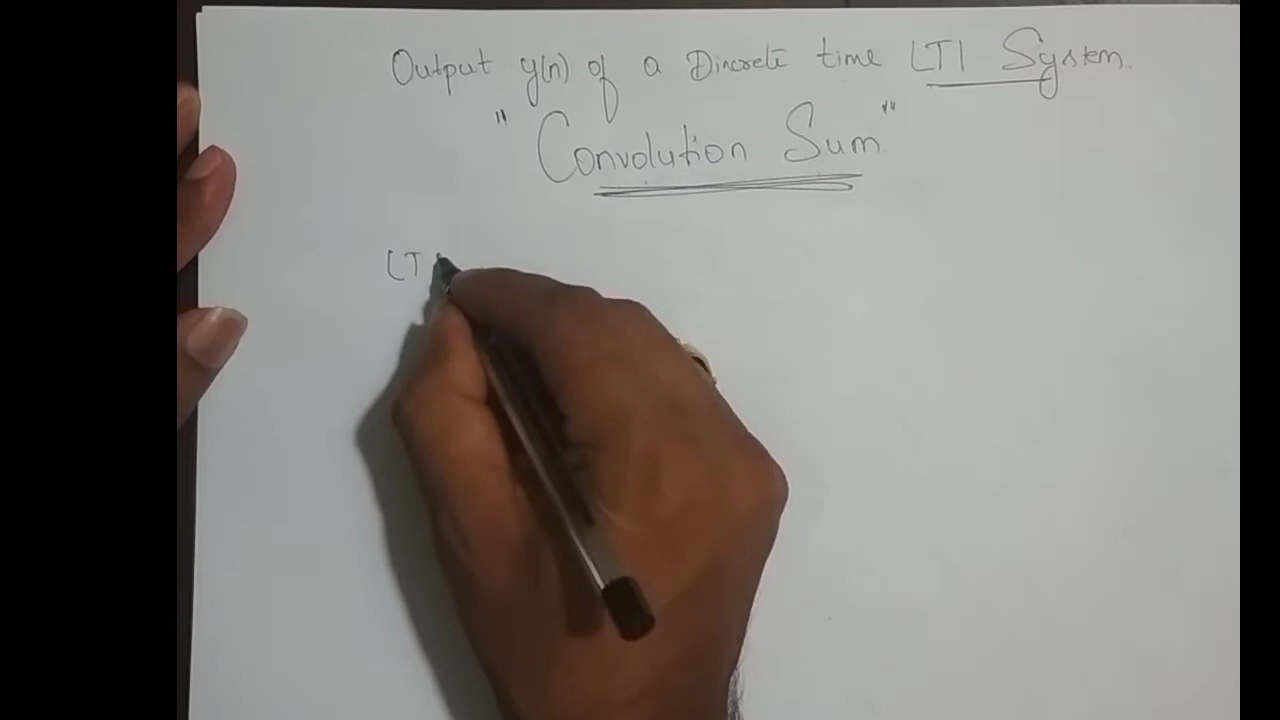 Output y(n) of a Discrete time LTI System.
"Convolution Sum"
LT